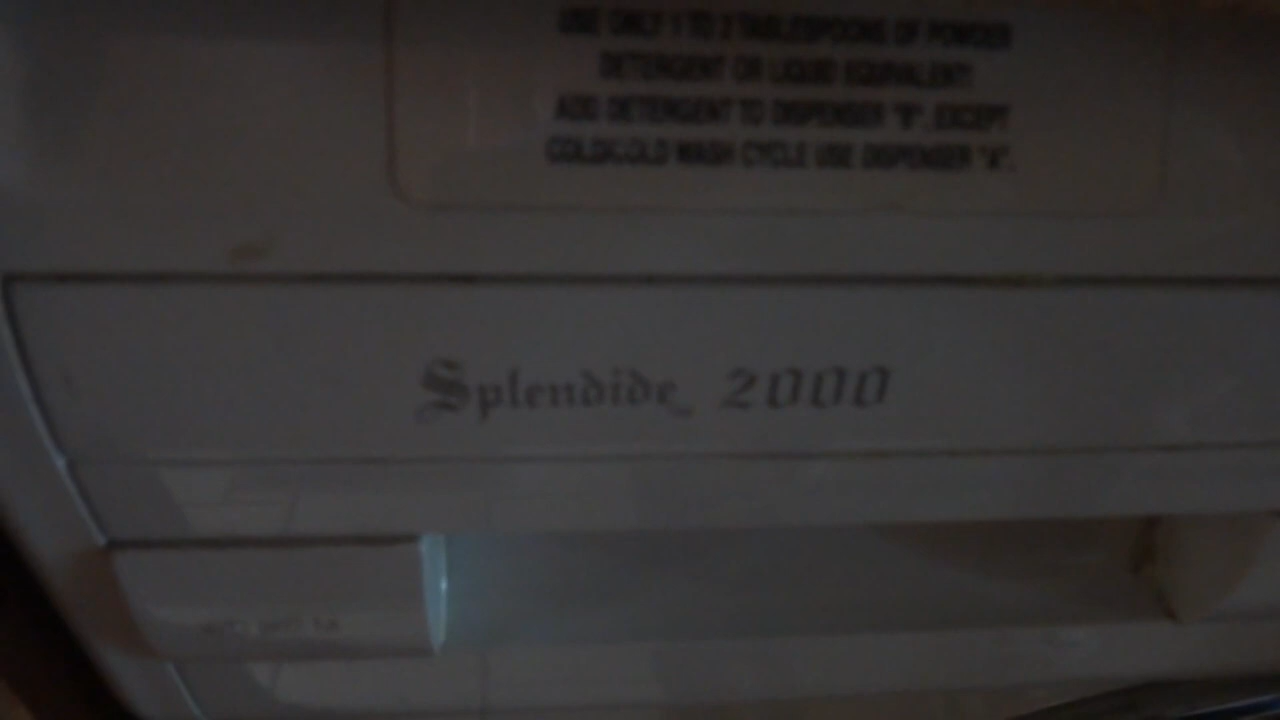 USE ONLY 1 TO 2 TABLESPOONS OF POWDER
DETERGENT OR LIQUID EQUIVALENT!
ADD DETERGENT TO DISPENSER "B", EXCEPT
COLD/COLD WASH CYCLE USE DISPENSER "A".
Splendide 2000